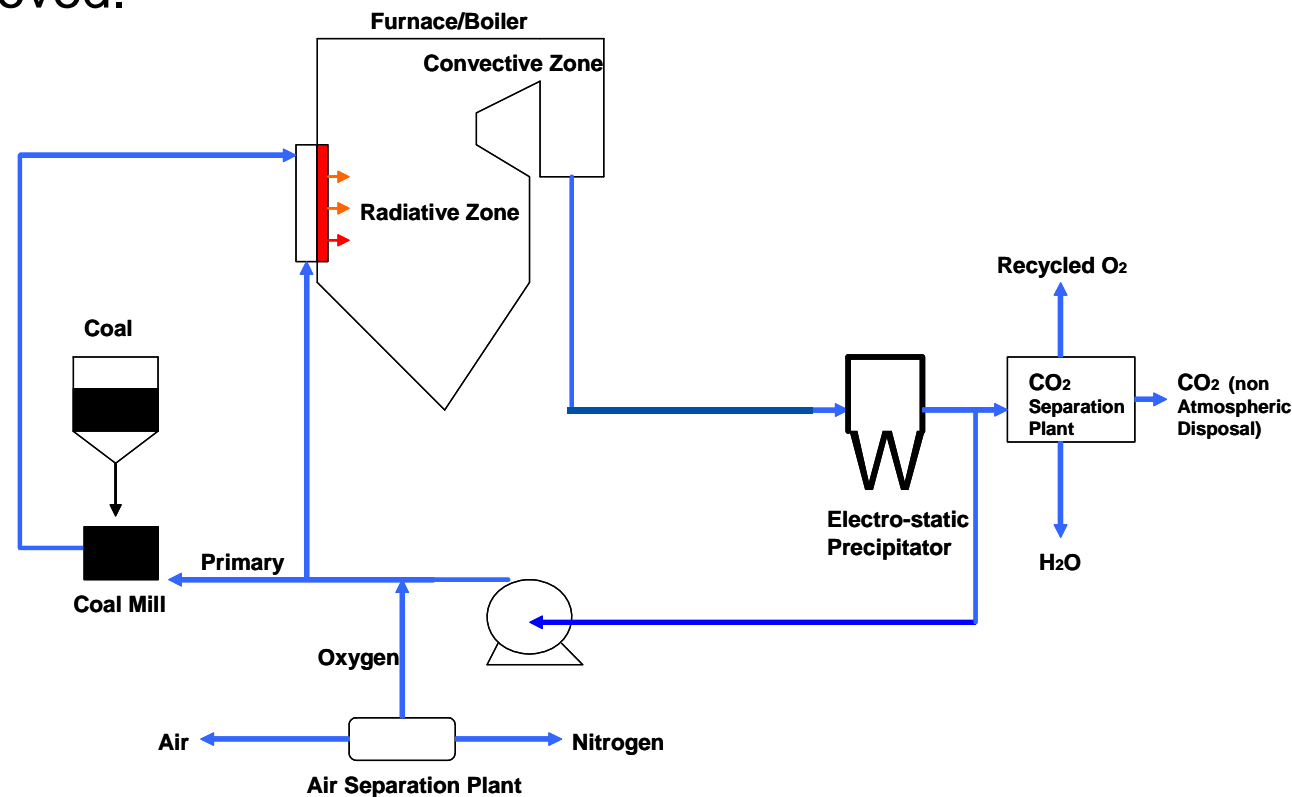 Furnace/Boiler
Convective Zone
Radiative Zone
Recycled O2
Coal
CO2
Separation
Plant
CO2 (non
Atmospheric
Disposal)
Electro-static
Precipitator
H2O
Primary
Coal Mill
Oxygen
Air
Nitrogen
Air Separation Plant